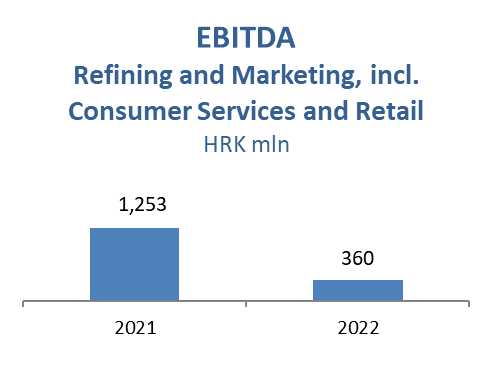 EBITDA
Refining and Marketing, incl.
Consumer Services and Retail
HRK mln
1,253
360
2021
2022